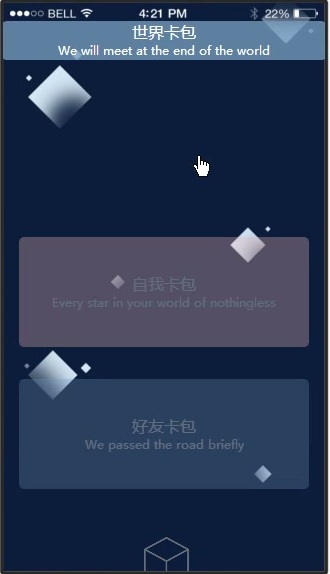 BELL 4:21 PM 22%
世界卡包
We will meet at the end of the world
自我卡包
Every star in your world of nothingless
好友卡包
We passed the road briefly